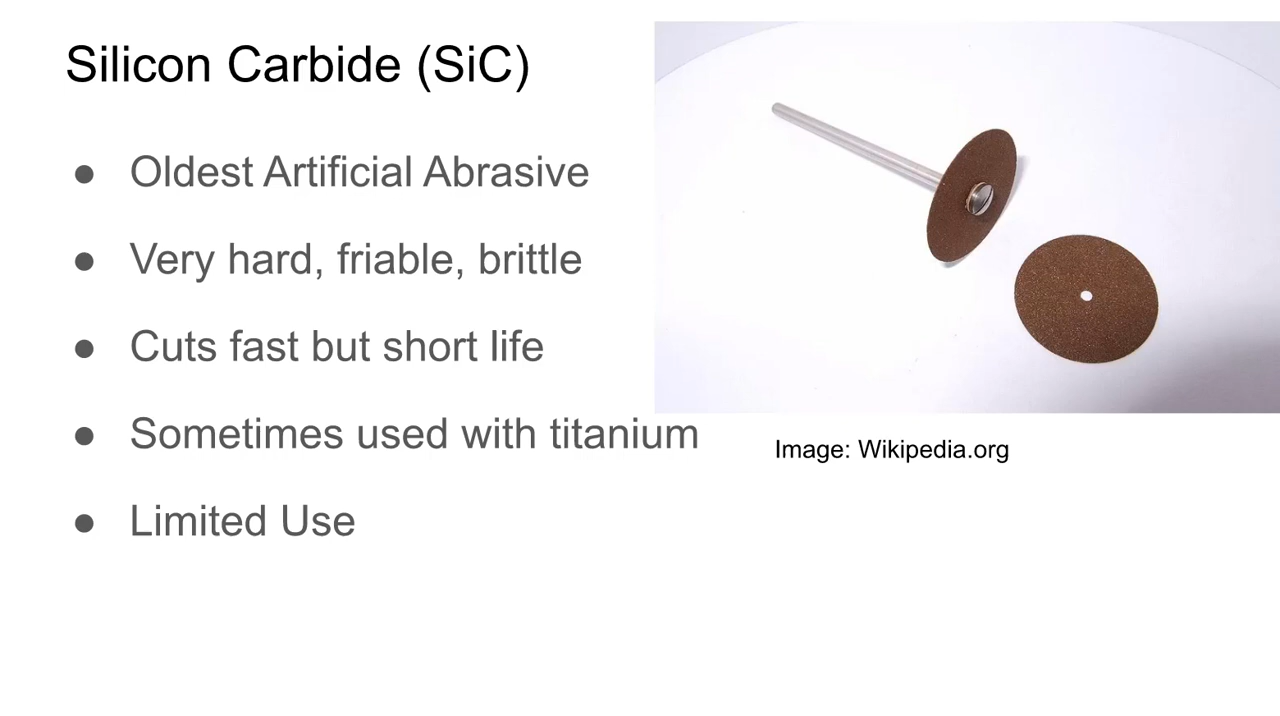 Silicon Carbide (SiC)
● Oldest Artificial Abrasive
● Very hard, friable, brittle
● Cuts fast but short life
● Sometimes used with titanium
● Limited Use
Image: Wikipedia.org